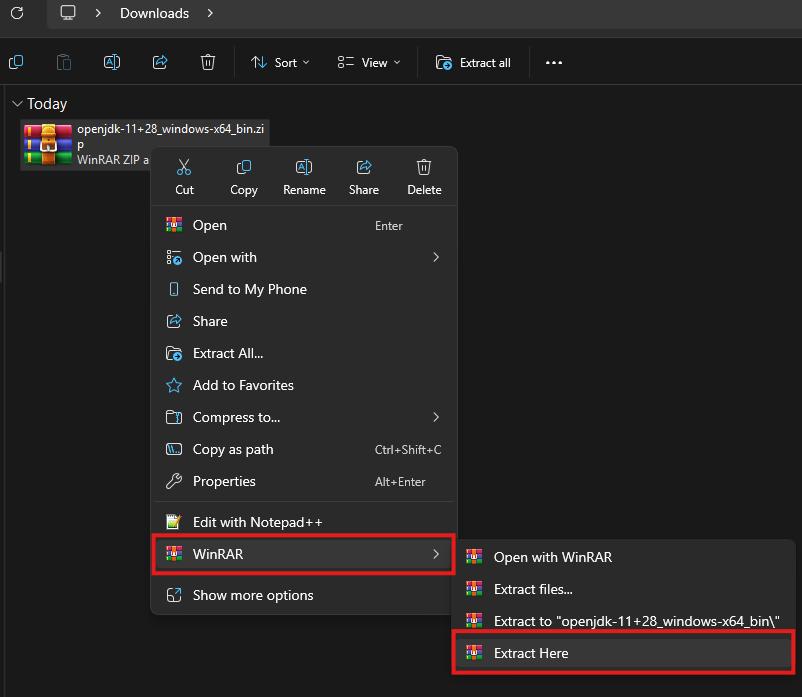 Downloads
Sort
View
Extract all
Today
openjdk-11+28_windows-x64_bin.zi
p
WinRAR ZIP a
Cut Copy Rename Share Delete
Open Enter
Open with
Send to My Phone
Share
Extract All...
Add to Favorites
Compress to...
Copy as path Ctrl+Shift+C
Properties Alt+Enter
Edit with Notepad++
WinRAR
Show more options
Open with WinRAR
Extract files...
Extract to "openjdk-11+28_windows-x64_bin\"
Extract Here